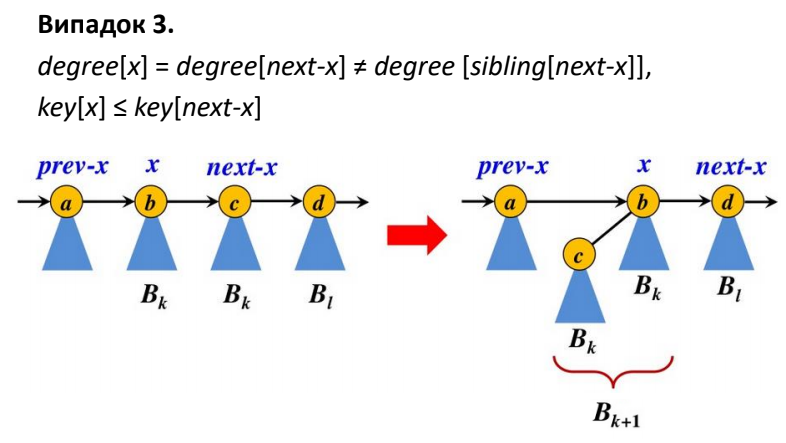 Випадок 3.
degree[x] = degree[next-x] ≠ degree [sibling[next-x]],
key[x] ≤ key[next-x]
prev-x x next-x
a b c d
B_k B_k B_l
prev-x x next-x
a b d
c
B_k B_l
B_k
B_{k+1}